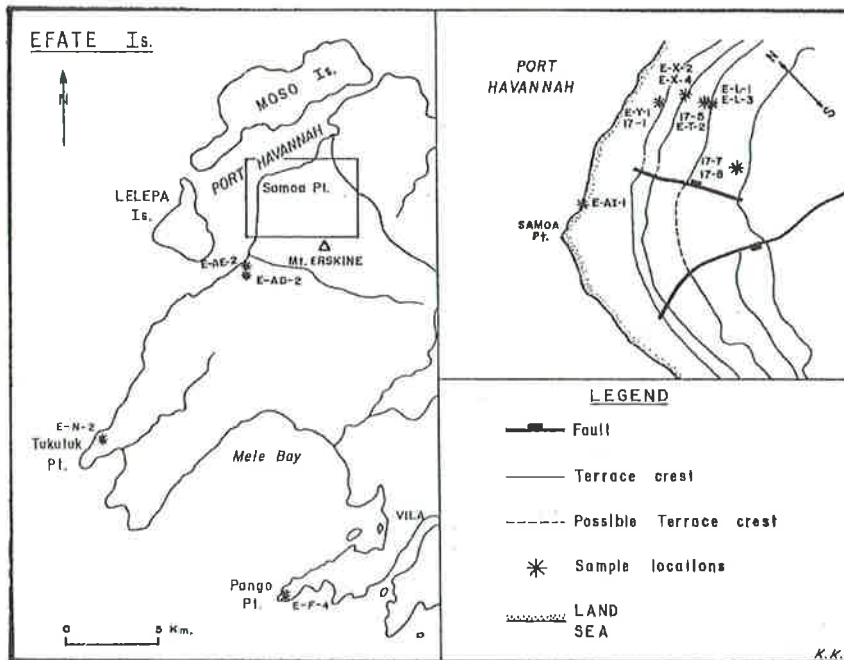 EFATE Is.
N
MOSO Is.
PORT HAVANNAH
LELEPA
Is.
Samoa Pt.
Mt. ERSKINE
E-AE-2
E-AD-2
E-N-2
Tukutuk
Pt.
Mele Bay
VILA
Pango
Pt.
E-F-4
0 5 Km.
PORT
HAVANNAH
N
S
E-X-2
E-X-4
E-L-1
E-L-3
E-Y-1
17-1
17-5
E-T-2
17-7
17-8
E-AI-1
SAMOA
Pt.
LEGEND
Fault
Terrace crest
Possible Terrace crest
Sample locations
LAND
SEA
K.K.